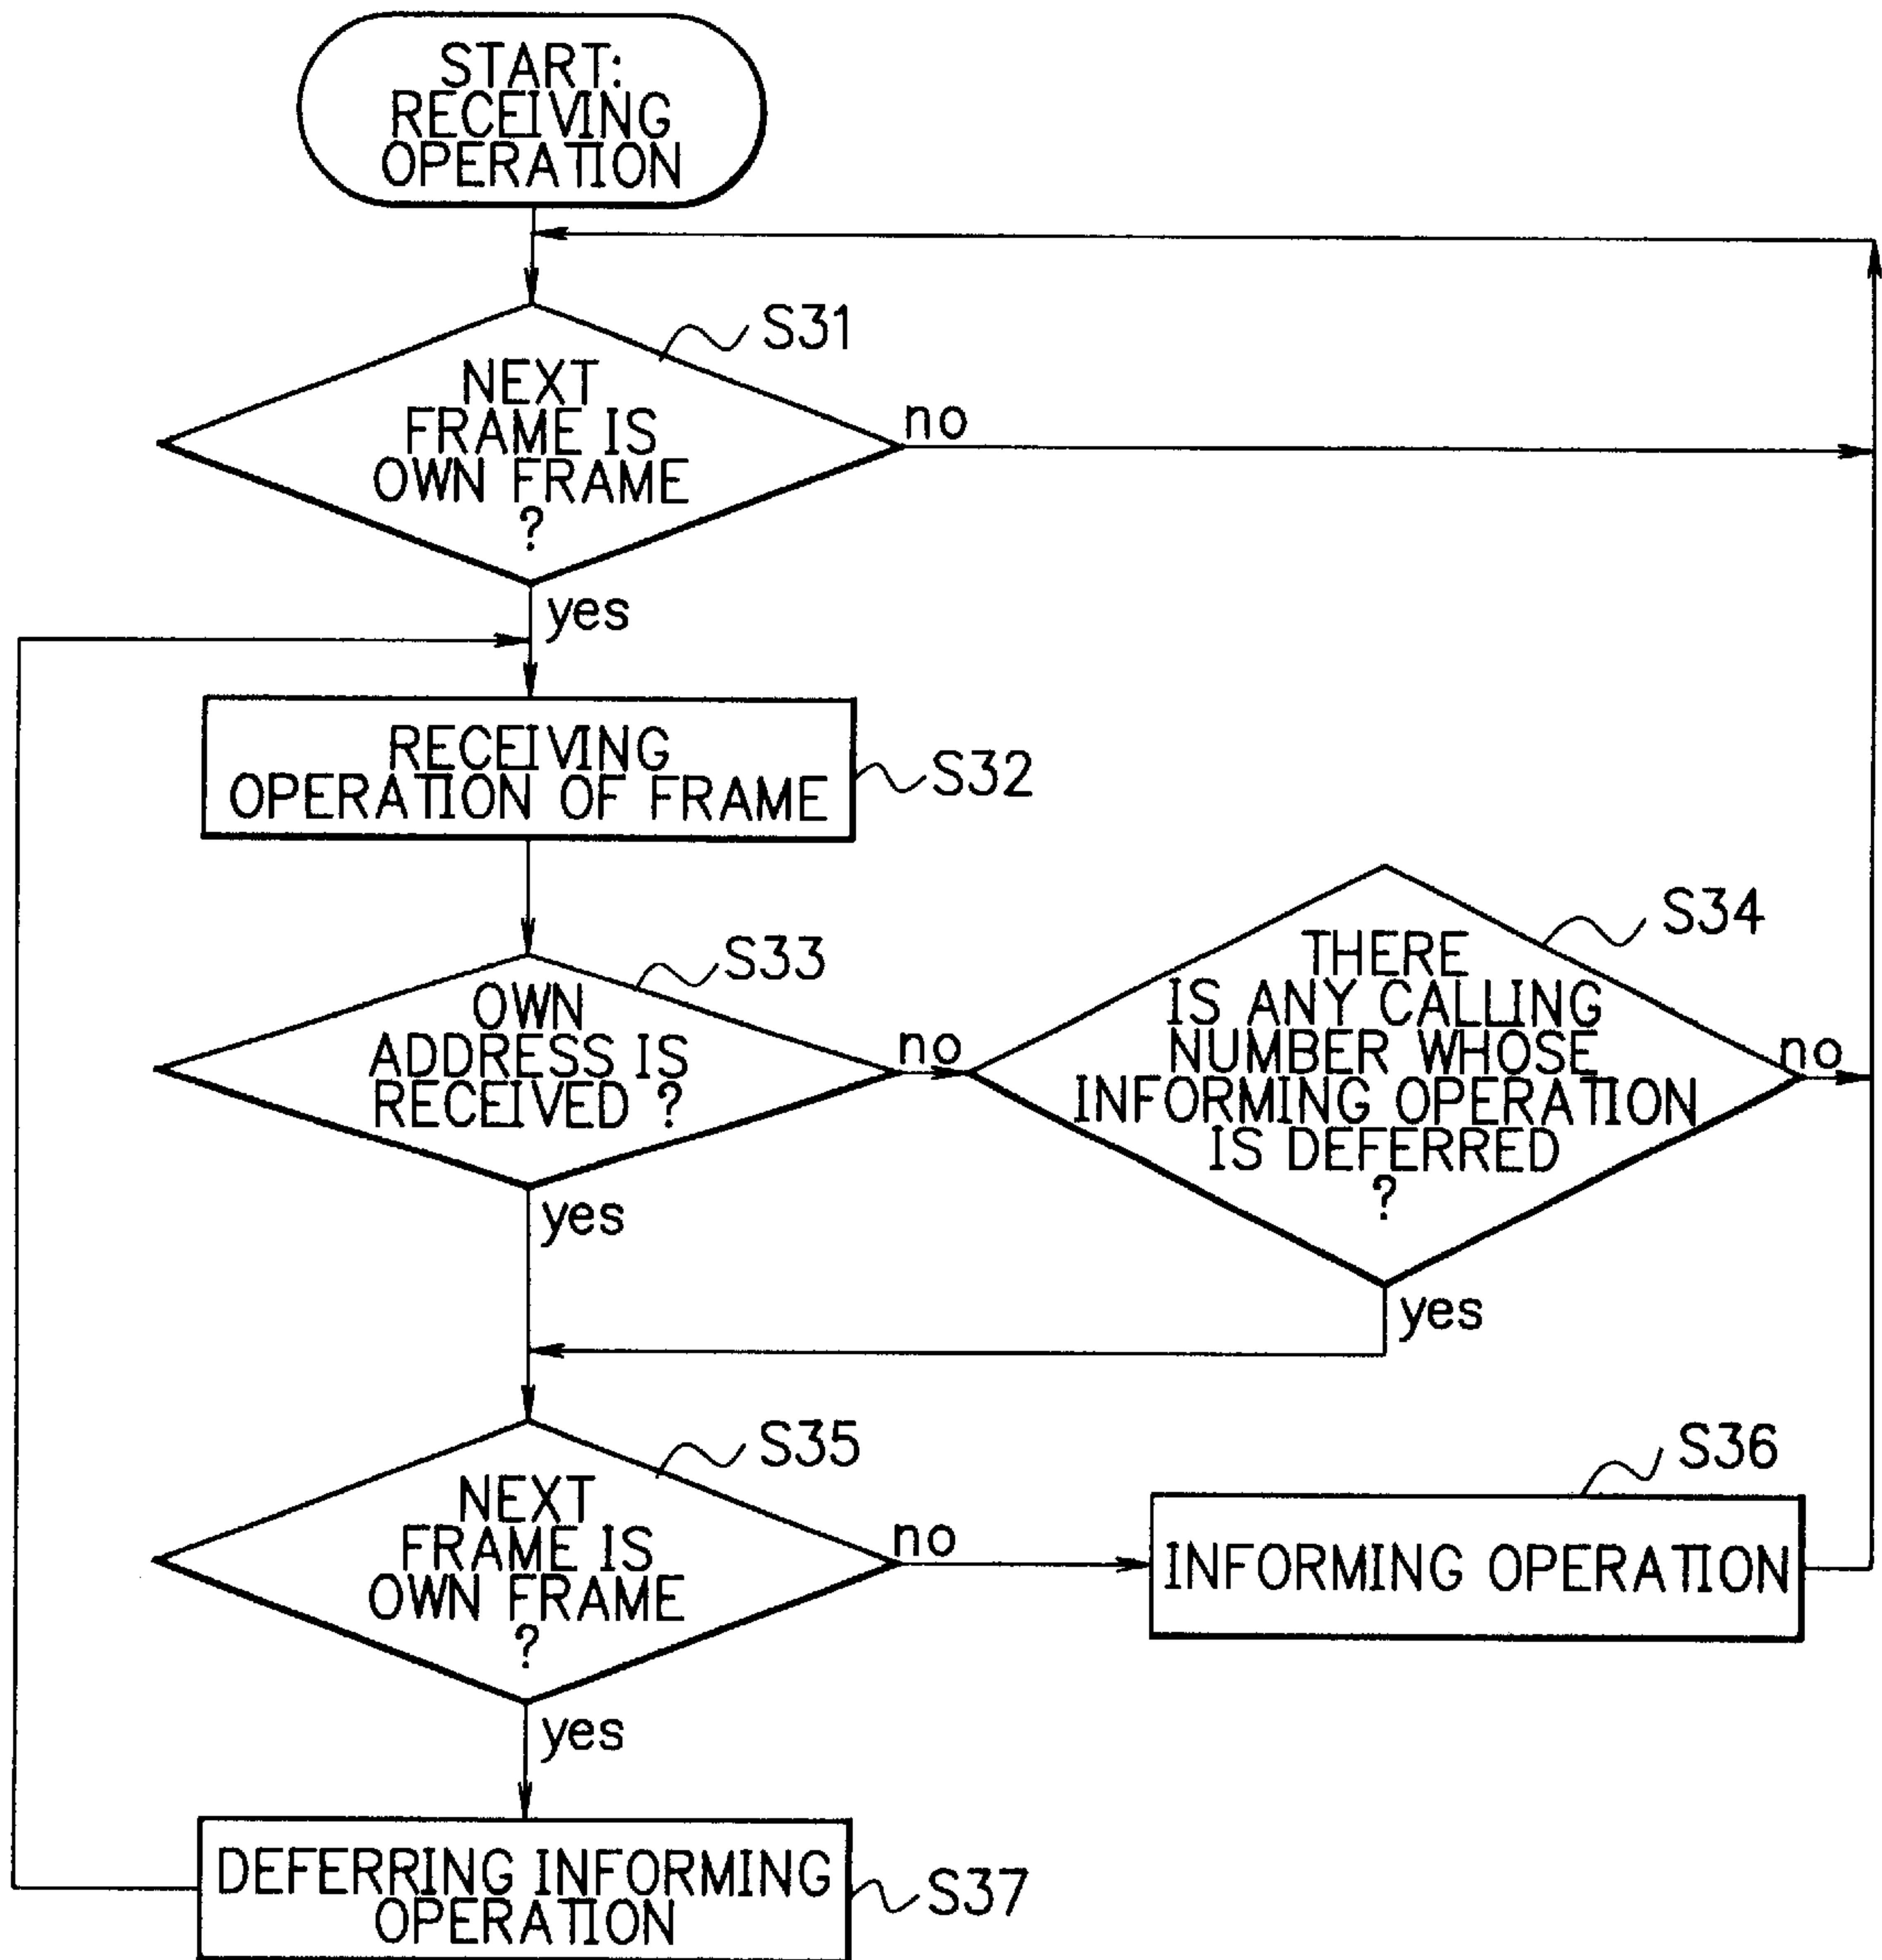 START:
RECEIVING
OPERATION
S31
NEXT
FRAME IS
OWN FRAME
?
no
yes
RECEIVING
OPERATION OF FRAME
S32
S33
OWN
ADDRESS IS
RECEIVED ?
no
yes
S34
THERE
IS ANY CALLING
NUMBER WHOSE
INFORMING OPERATION
IS DEFERRED
?
no
yes
S35
NEXT
FRAME IS
OWN FRAME
?
no
yes
S36
INFORMING OPERATION
DEFERRING INFORMING
OPERATION
S37